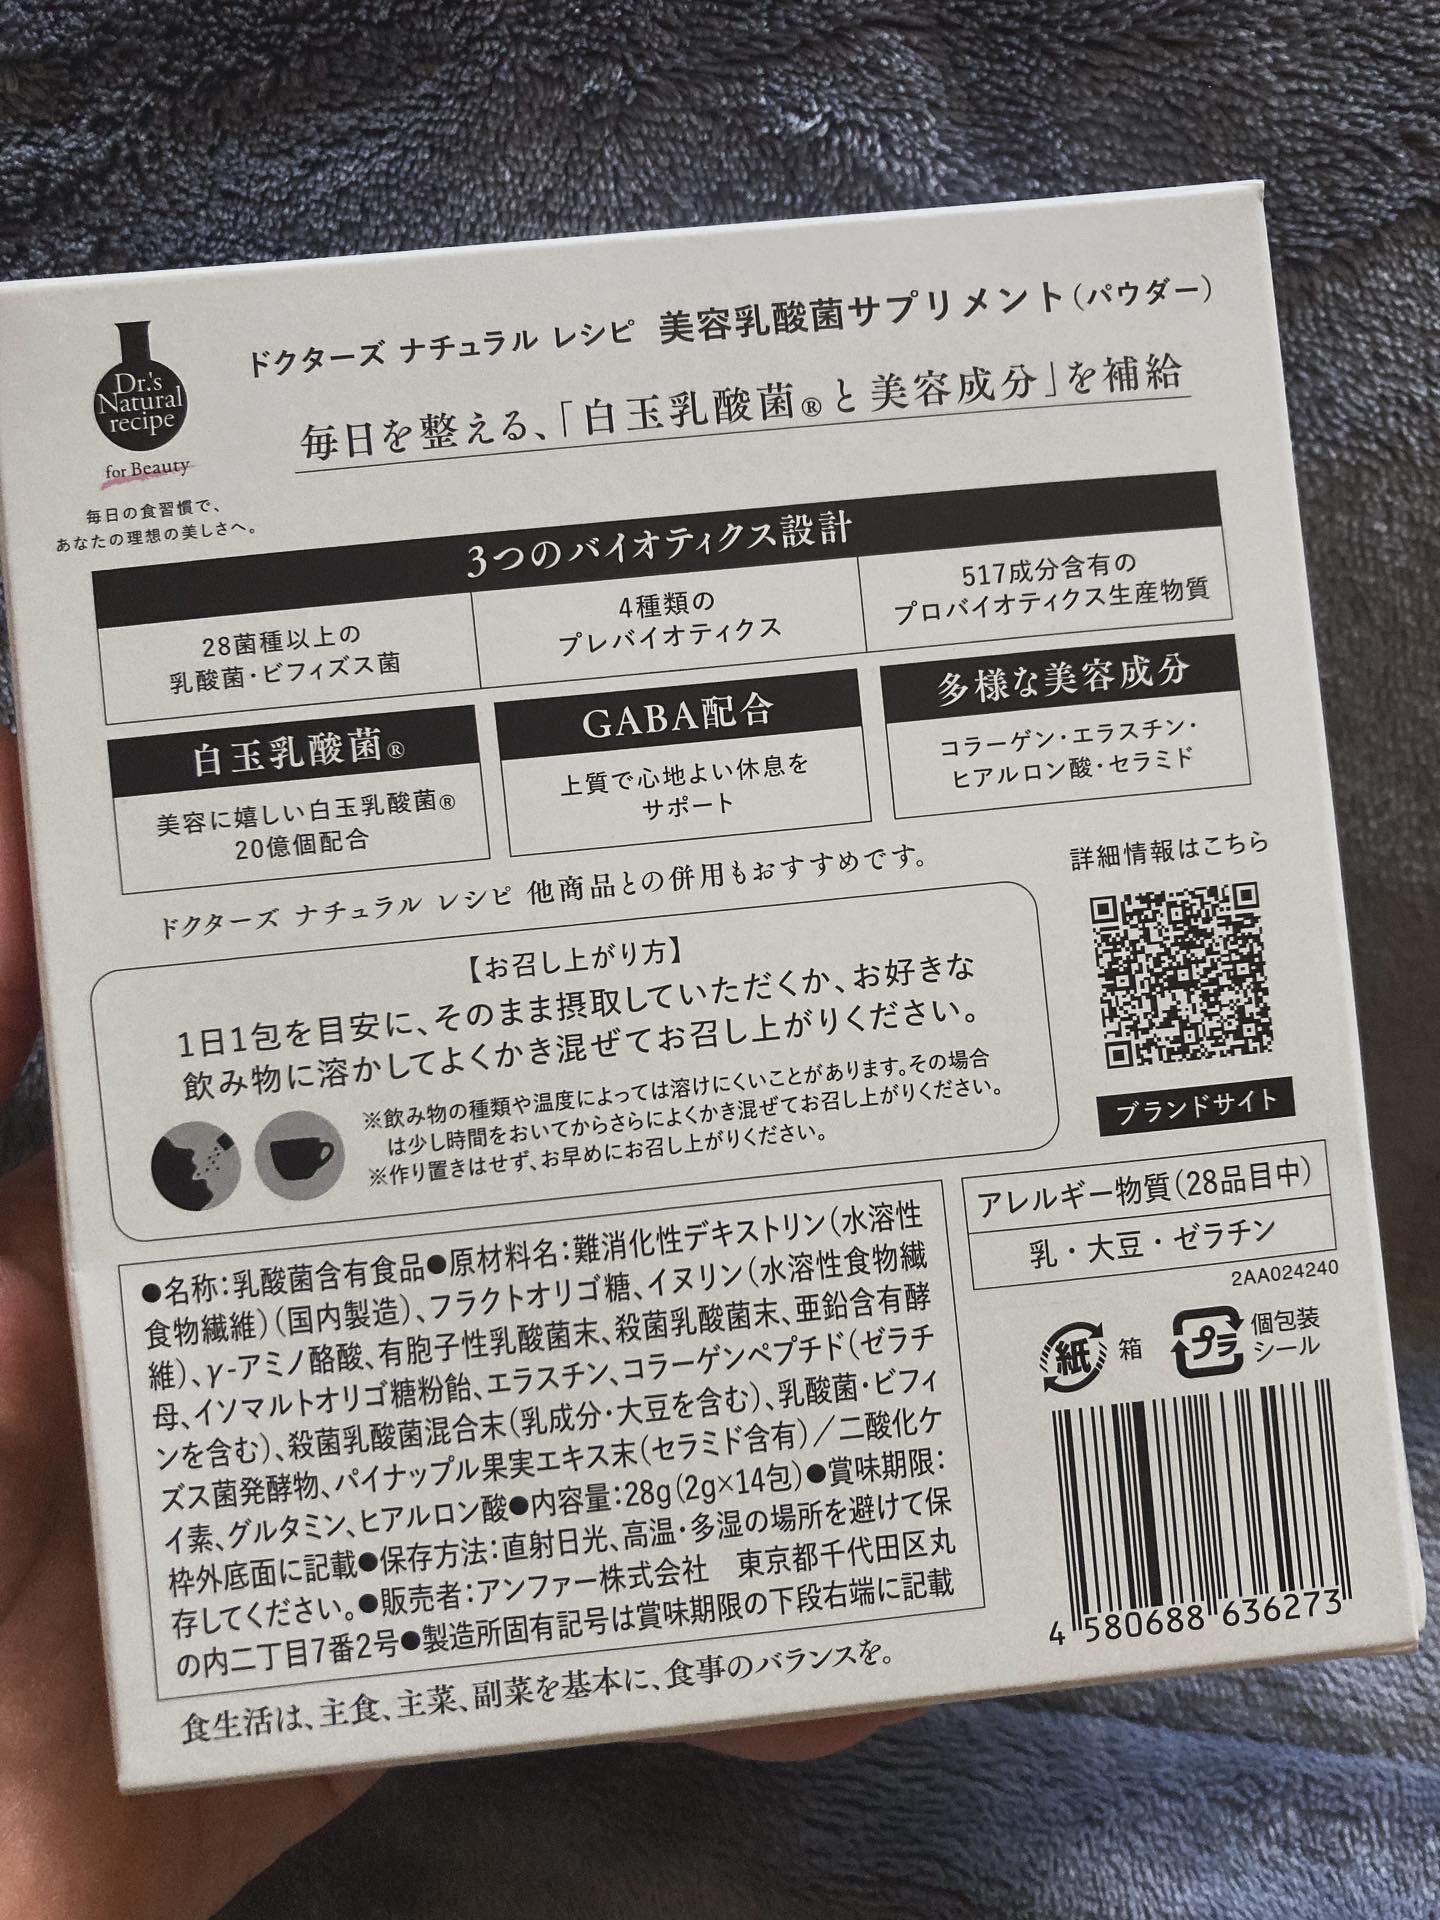 Dr.'s
Natural
recipe
for Beauty
毎日の食習慣で、
あなたの理想の美しさへ。
ドクターズ ナチュラル レシピ 美容乳酸菌サプリメント(パウダー)
毎日を整える、「白玉乳酸菌®と美容成分」を補給
3つのバイオティクス設計
28菌種以上の
乳酸菌・ビフィズス菌
4種類の
プレバイオティクス
517成分含有の
プロバイオティクス生産物質
白玉乳酸菌®
美容に嬉しい白玉乳酸菌®
20億個配合
GABA配合
上質で心地よい休息を
サポート
多様な美容成分
コラーゲン・エラスチン・
ヒアルロン酸・セラミド
ドクターズ ナチュラル レシピ 他商品との併用もおすすめです。
【お召し上がり方】
1日1包を目安に、そのまま摂取していただくか、お好きな
飲み物に溶かしてよくかき混ぜてお召し上がりください。
※飲み物の種類や温度によっては溶けにくいことがあります。その場合
は少し時間をおいてからさらによくかき混ぜてお召し上がりください。
※作り置きはせず、お早めにお召し上がりください。
詳細情報はこちら
ブランドサイト
●名称:乳酸菌含有食品●原材料名:難消化性デキストリン(水溶性
食物繊維)(国内製造)、フラクトオリゴ糖、イヌリン(水溶性食物繊
維)、γ-アミノ酪酸、有胞子性乳酸菌末、殺菌乳酸菌末、亜鉛含有酵
母、イソマルトオリゴ糖粉飴、エラスチン、コラーゲンペプチド(ゼラチ
ンを含む)、殺菌乳酸菌混合末(乳成分・大豆を含む)、乳酸菌・ビフィ
ズス菌発酵物、パイナップル果実エキス末(セラミド含有)/二酸化ケ
イ素、グルタミン、ヒアルロン酸●内容量:28g(2g×14包)●賞味期限:
枠外底面に記載●保存方法:直射日光、高温・多湿の場所を避けて保
存してください。●販売者:アンファー株式会社　東京都千代田区丸
の内二丁目7番2号●製造所固有記号は賞味期限の下段右端に記載
食生活は、主食、主菜、副菜を基本に、食事のバランスを。
アレルギー物質(28品目中)
乳・大豆・ゼラチン
2AA024240
紙 箱
プラ 個包装
シール
4 580688 636273